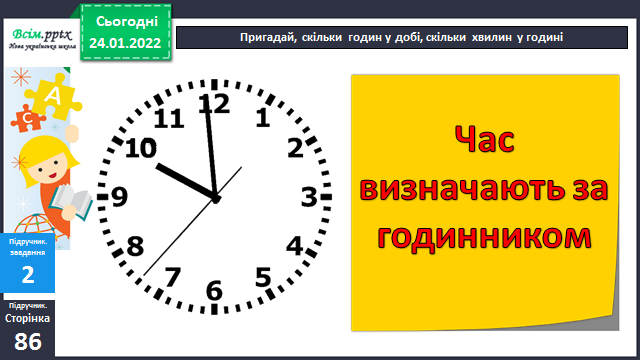 Всім.pptx
Нова українська школа
Сьогодні
24.01.2022
Пригадай, скільки годин у добі, скільки хвилин у годині
А
С
12
1
2
3
4
5
6
7
8
9
10
11
Час
визначають за
годинником
Підручник.
завдання
2
Підручник.
Сторінка
86